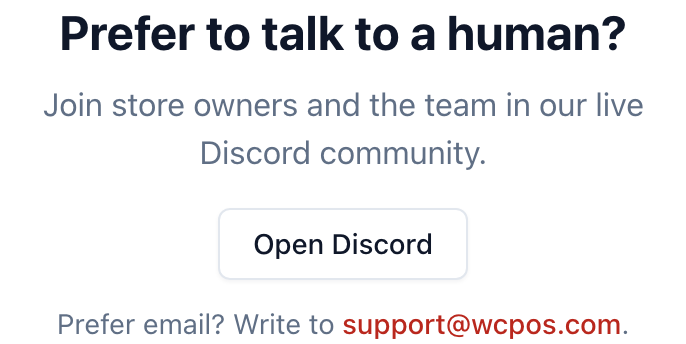 Prefer to talk to a human?
Join store owners and the team in our live
Discord community.
Open Discord
Prefer email? Write to support@wcpos.com.